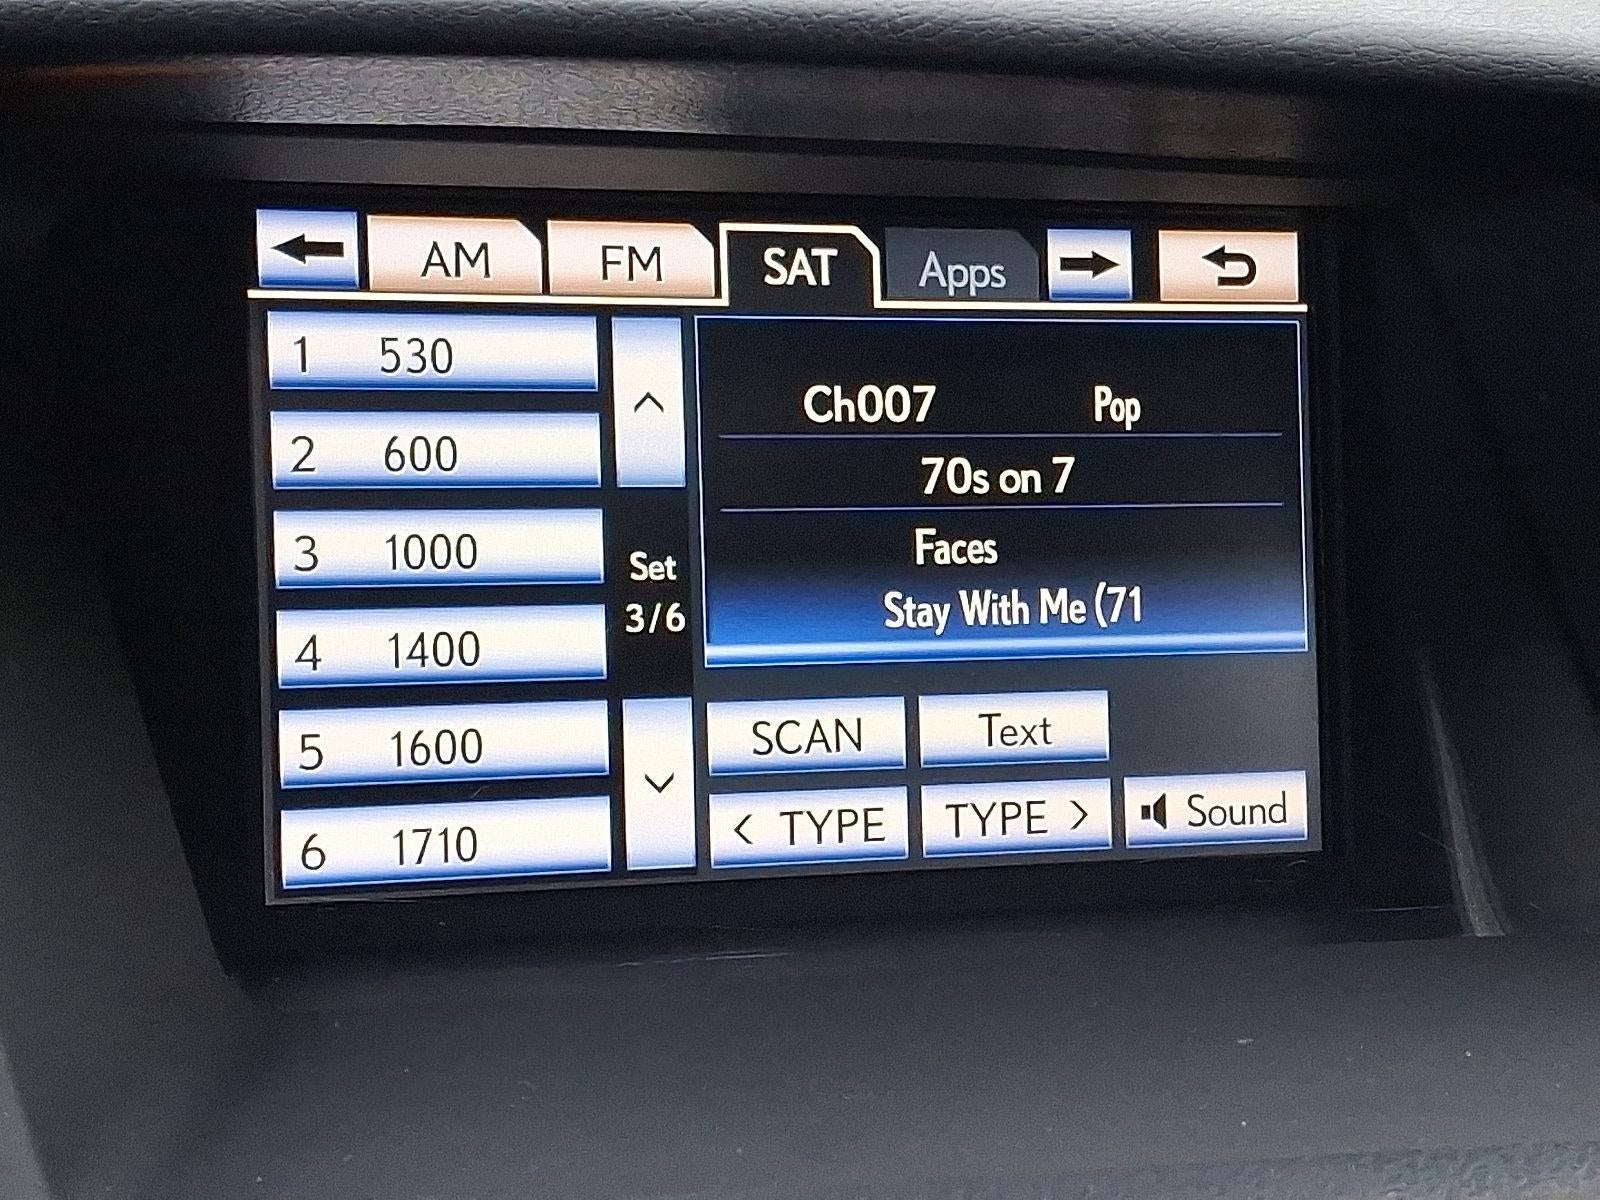 AM FM SAT Apps
1 530
2 600
3 1000
4 1400
5 1600
6 1710
Set
3/6
Ch007 Pop
70s on 7
Faces
Stay With Me (71
SCAN Text
< TYPE TYPE > Sound